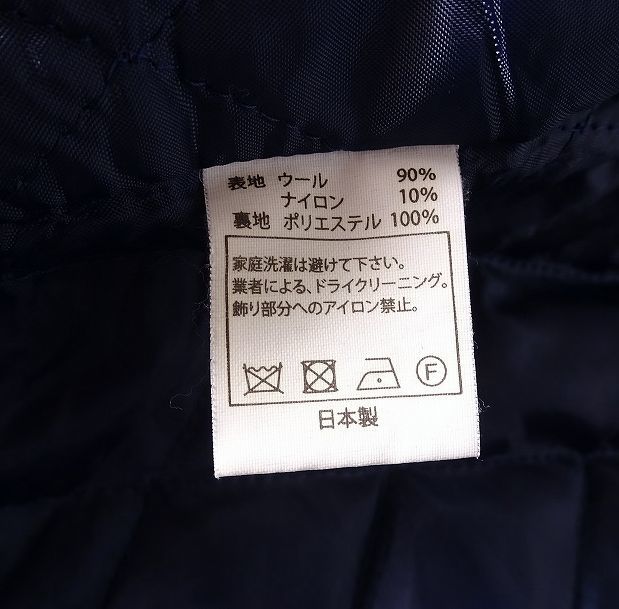 表地 ウール 90%
ナイロン 10%
裏地 ポリエステル 100%
家庭洗濯は避けて下さい。
業者による、ドライクリーニング。
飾り部分へのアイロン禁止。
F
日本製